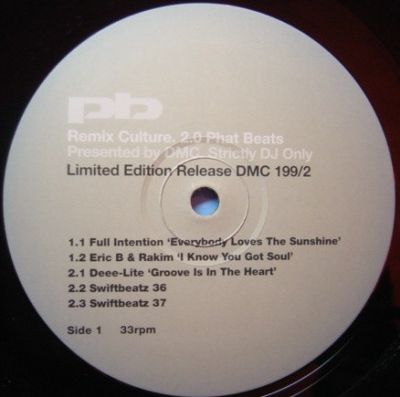 pb
Remix Culture. 2.0 Phat Beats
Presented by DMC. Strictly DJ Only
Limited Edition Release DMC 199/2
1.1 Full Intention ‘Everybody Loves The Sunshine’
1.2 Eric B & Rakim ‘I Know You Got Soul’
2.1 Deee-Lite ‘Groove Is In The Heart’
2.2 Swiftbeatz 36
2.3 Swiftbeatz 37
Side 1 33rpm